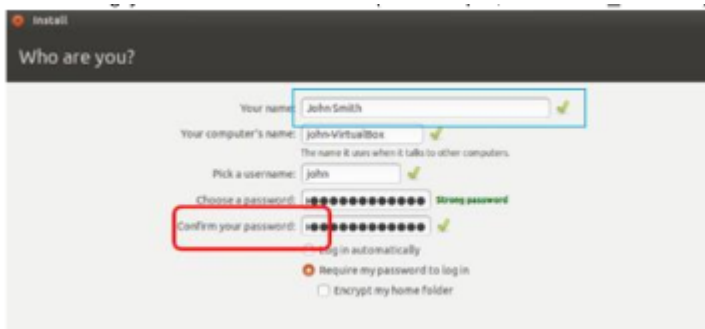 Install
Who are you?
Your name: John Smith
Your computer's name: john-VirtualBox
The name it uses when it talks to other computers.
Pick a username: john
Choose a password: Strong password
Confirm your password:
Log in automatically
Require my password to log in
Encrypt my home folder